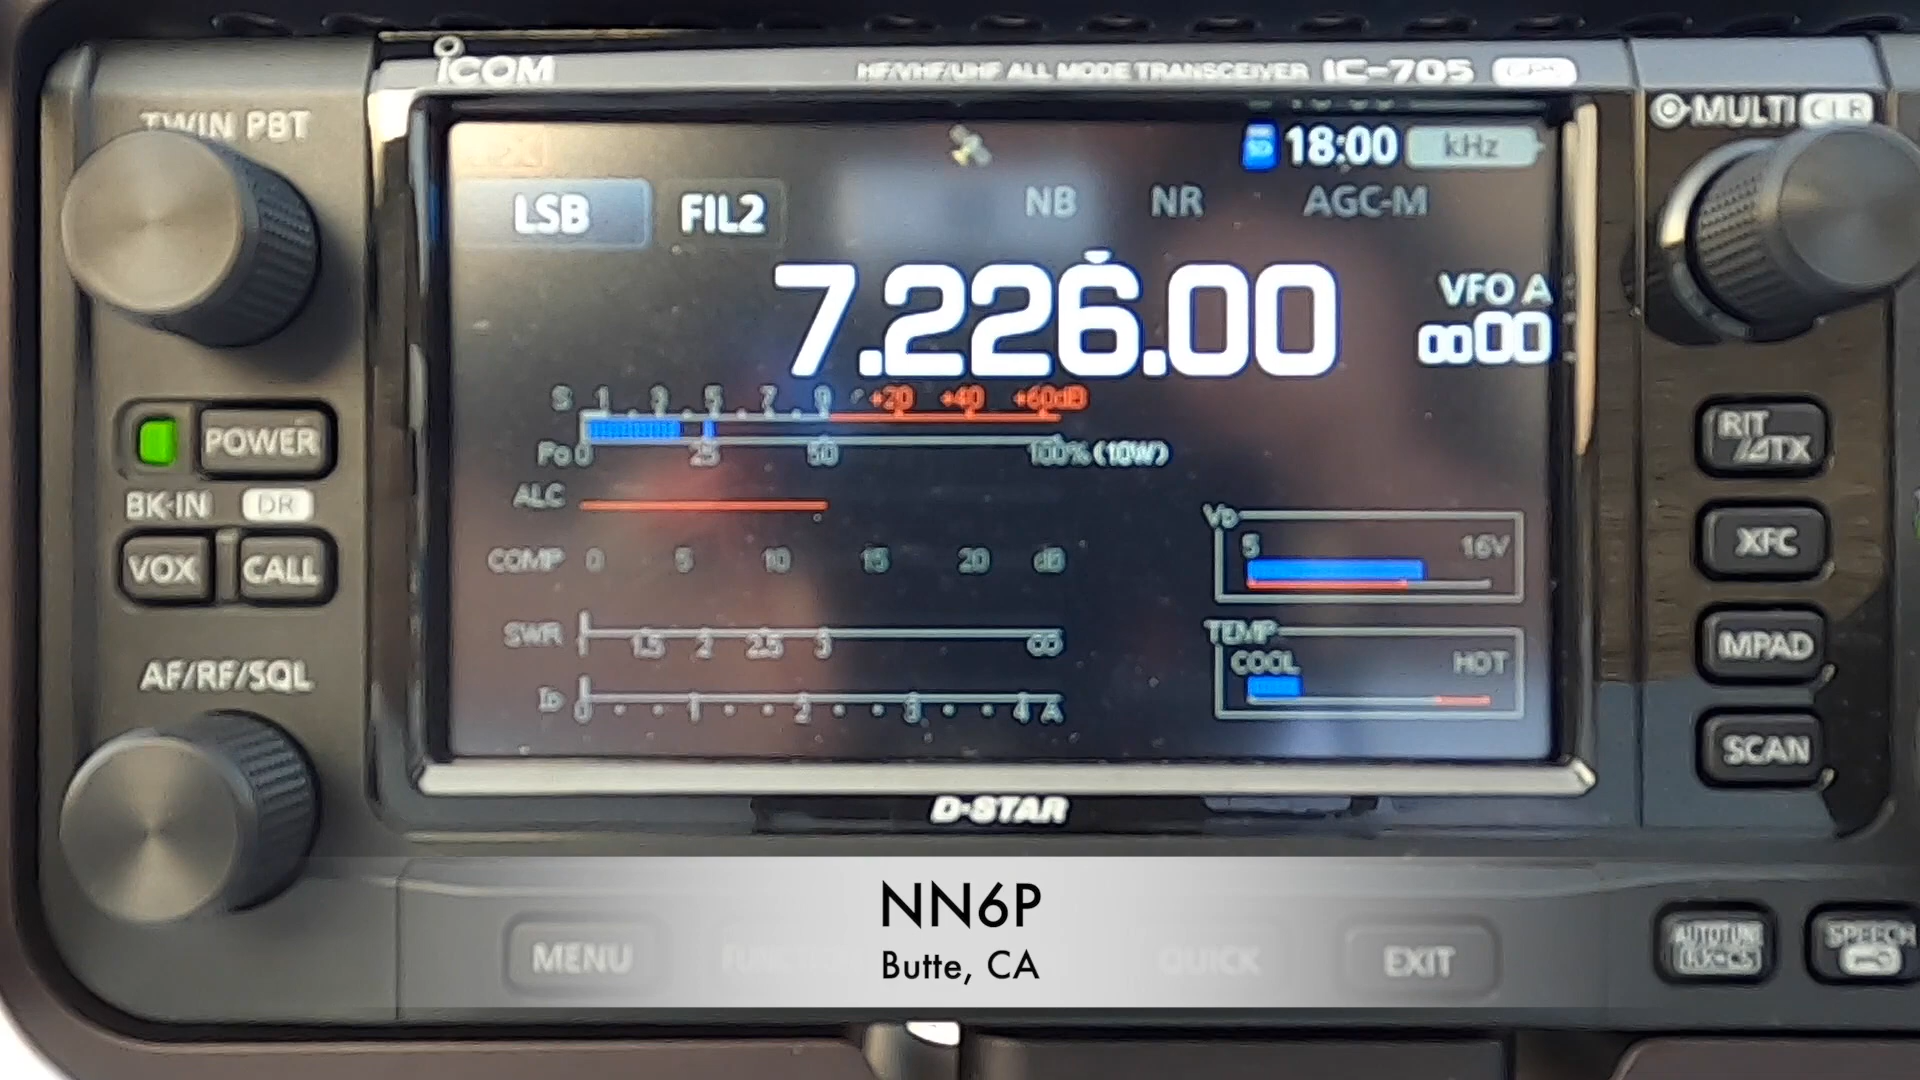 ICOM
HF/VHF/UHF ALL MODE TRANSCEIVER IC-705 GPS
TWIN PBT
MULTI CLR
18:00 kHz
LSB FIL2 NB NR AGC-M
7.226.00
VFO A
00
S 1 3 5 7 9 +20 +40 +60dB
Po 0 25 50 100% (10W)
POWER
ALC
BK-IN DR
VOX CALL
COMP 0 5 10 15 20 dB
SWR 1.5 2 2.5 3 ∞
ID 0 1 2 3 4 A
VD
5 16V
TEMP
COOL HOT
RIT
/∆TX
XFC
MPAD
SCAN
AF/RF/SQL
D-STAR
NN6P
Butte, CA
MENU QUICK EXIT
SPEECH